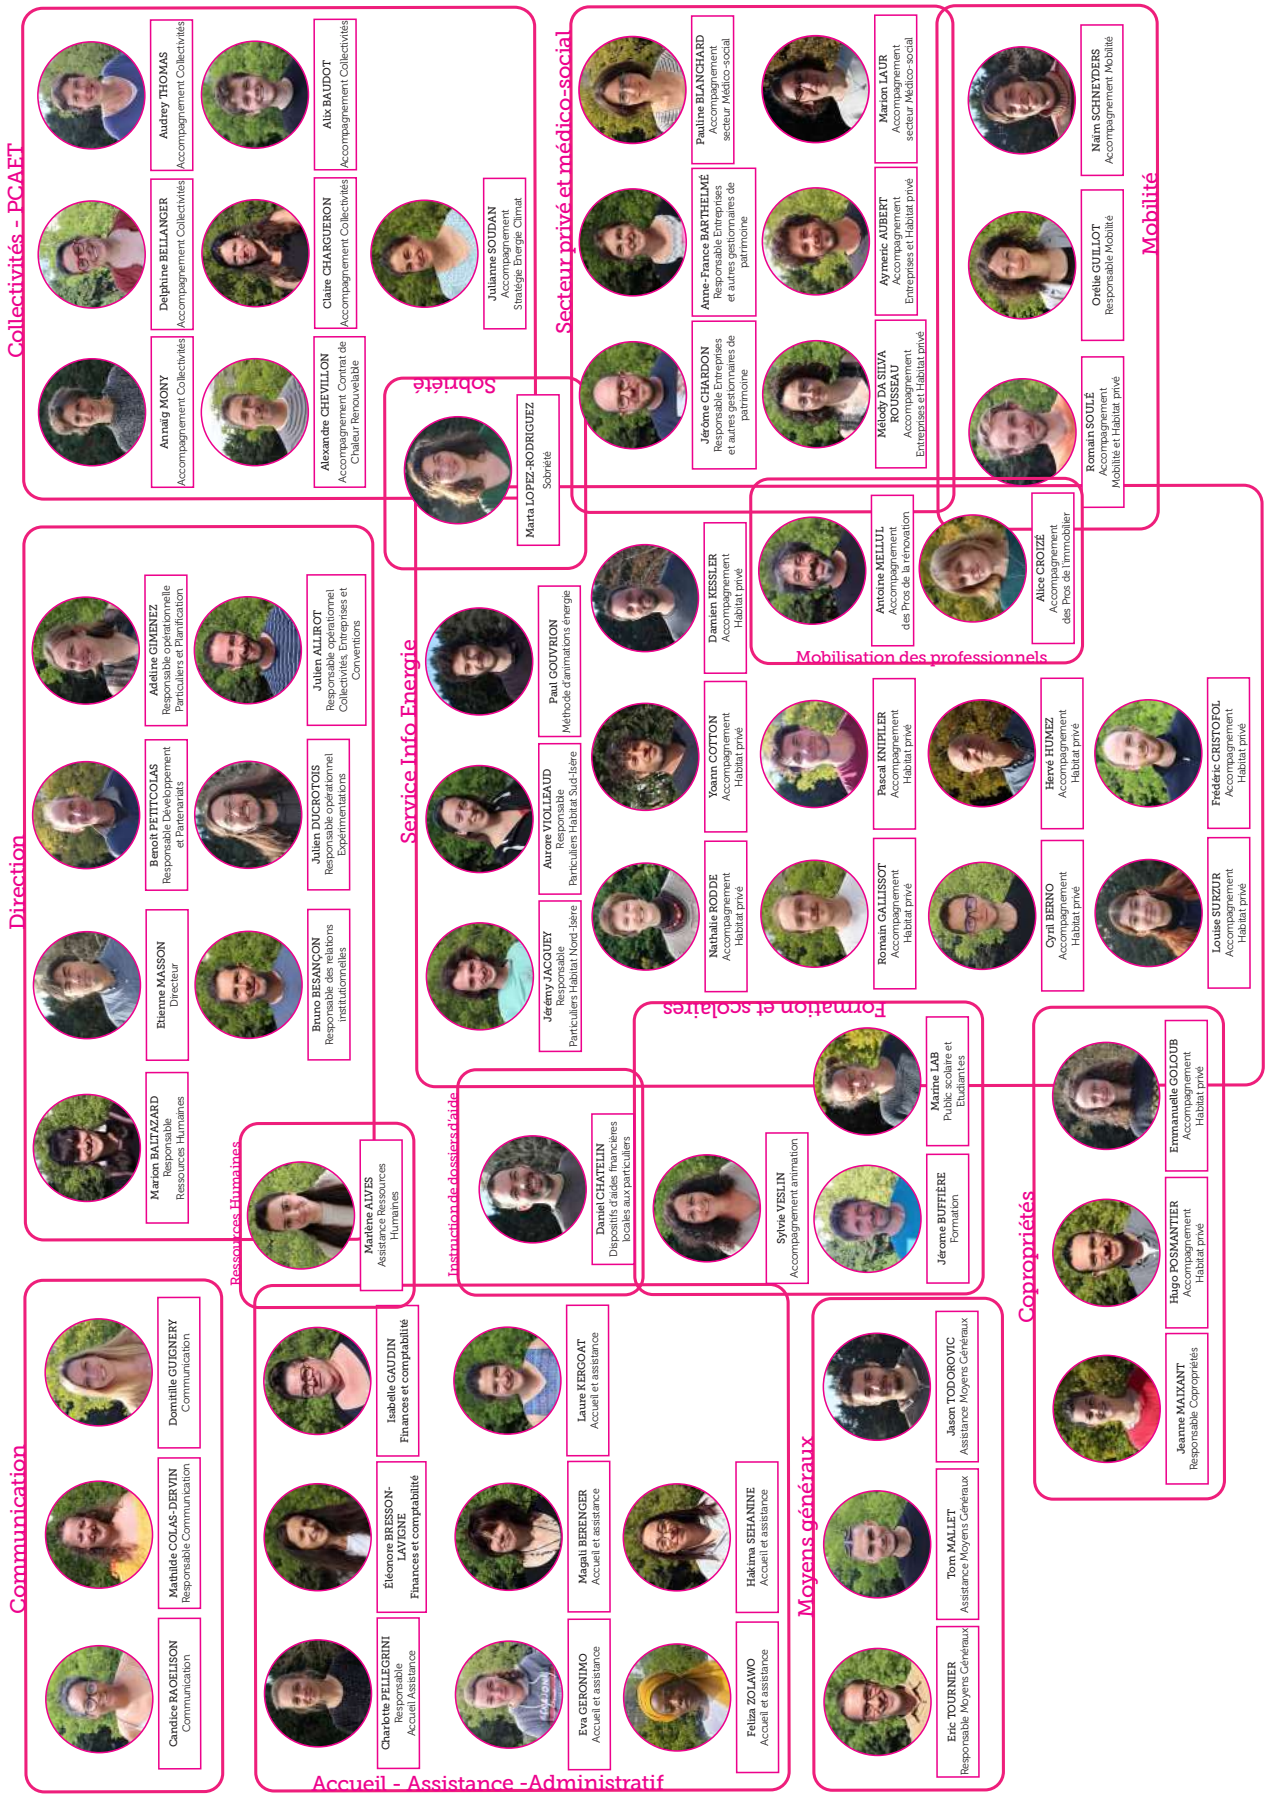 Communication
Candice RAOELISON
Communication
Mathilde COLAS-DERVIN
Responsable Communication
Domitille GUIGNERY
Communication
Direction
Marion BALTAZARD
Responsable
Ressources Humaines
Etienne MASSON
Directeur
Benoît PETITCOLAS
Responsable Développement
et Partenariats
Adeline GIMENEZ
Responsable opérationnelle
Particuliers et Planification
Bruno BESANÇON
Responsable des relations
institutionnelles
Julien DUCROTOIS
Responsable opérationnel
Expérimentations
Julien ALLIROT
Responsable opérationnel
Collectivités, Entreprises et
Conventions
Collectivités - PCAET
Annaïg MONY
Accompagnement Collectivités
Delphine BELLANGER
Accompagnement Collectivités
Audrey THOMAS
Accompagnement Collectivités
Alexandre CHEVILLON
Accompagnement Contrat de
Chaleur Renouvelable
Claire CHARGUERON
Accompagnement Collectivités
Alix BAUDOT
Accompagnement Collectivités
Julianne SOUDAN
Accompagnement
Stratégie Energie Climat
Ressources Humaines
Marlène ALVES
Assistance Ressources
Humaines
Sobriété
Marta LOPEZ-RODRIGUEZ
Sobriété
Accueil - Assistance -Administratif
Charlotte PELLEGRINI
Responsable
Accueil Assistance
Éléonore BRESSON-
LAVIGNE
Finances et comptabilité
Isabelle GAUDIN
Finances et comptabilité
Eva GERONIMO
Accueil et assistance
Magali BERENGER
Accueil et assistance
Laure KERGOAT
Accueil et assistance
Feliza ZOLAWO
Accueil et assistance
Hakima SEHANINE
Accueil et assistance
Instruction de dossiers d'aide
Daniel CHATELIN
Dispositifs d'aides financières
locales aux particuliers
Service Info Energie
Jérémy JACQUEY
Responsable
Particuliers Habitat Nord-Isère
Aurore VIOLLEAUD
Responsable
Particuliers Habitat Sud-Isère
Paul GOUVRION
Méthode d'animations énergie
Nathalie RODDE
Accompagnement
Habitat privé
Yoann COTTON
Accompagnement
Habitat privé
Damien KESSLER
Accompagnement
Habitat privé
Romain GALLISSOT
Accompagnement
Habitat privé
Pascal KNIPILER
Accompagnement
Habitat privé
Cyril BERNO
Accompagnement
Habitat privé
Hervé HUMEZ
Accompagnement
Habitat privé
Louise SURZUR
Accompagnement
Habitat privé
Frédéric CRISTOFOL
Accompagnement
Habitat privé
Secteur privé et médico-social
Jérôme CHARDON
Responsable Entreprises
et autres gestionnaires de
patrimoine
Anne-France BARTHELMÉ
Responsable Entreprises
et autres gestionnaires de
patrimoine
Pauline BLANCHARD
Accompagnement
secteur Médico-social
Mélody DA SILVA
ROUSSEAU
Accompagnement
Entreprises et Habitat privé
Aymeric AUBERT
Accompagnement
Entreprises et Habitat privé
Marion LAUR
Accompagnement
secteur Médico-social
Formation et scolaires
Sylvie VESLIN
Accompagnement animation
Jérome BUFFIÈRE
Formation
Marine LAB
Public scolaire et
Etudiant·es
Mobilisation des professionnels
Antoine MELLUL
Accompagnement
des Pros de la rénovation
Alice CROIZÉ
Accompagnement
des Pros de l'immobilier
Mobilité
Romain SOULÉ
Accompagnement
Mobilité et Habitat privé
Orélie GUILLOT
Responsable Mobilité
Naïm SCHNEYDERS
Accompagnement Mobilité
Moyens généraux
Eric TOURNIER
Responsable Moyens Généraux
Tom MALLET
Assistance Moyens Généraux
Jason TODOROVIC
Assistance Moyens Généraux
Copropriétés
Jeanne MAIXANT
Responsable Copropriétés
Hugo POSMANTIER
Accompagnement
Habitat privé
Emmanuelle GOLOUB
Accompagnement
Habitat privé